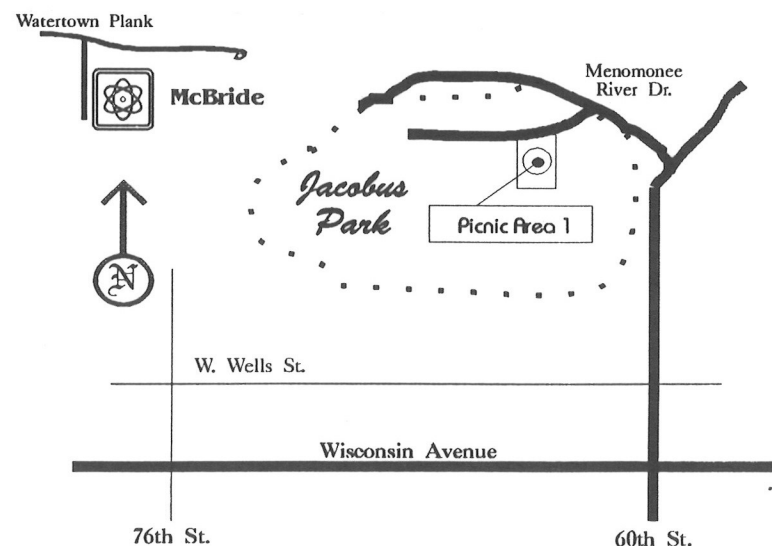 Watertown Plank
McBride
Menomonee
River Dr.
Jacobus
Park
Picnic Area 1
N
W. Wells St.
Wisconsin Avenue
76th St.
60th St.